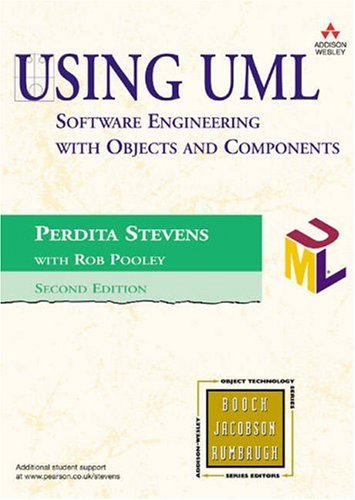 ADDISON
WESLEY
USING UML
SOFTWARE ENGINEERING
WITH OBJECTS AND COMPONENTS
PERDITA STEVENS
WITH ROB POOLEY
SECOND EDITION
UML
OBJECT TECHNOLOGY
SERIES
BOOCH
JACOBSON
RUMBAUGH
ADDISON-WESLEY
SERIES EDITORS
Additional student support
at www.pearson.co.uk/stevens